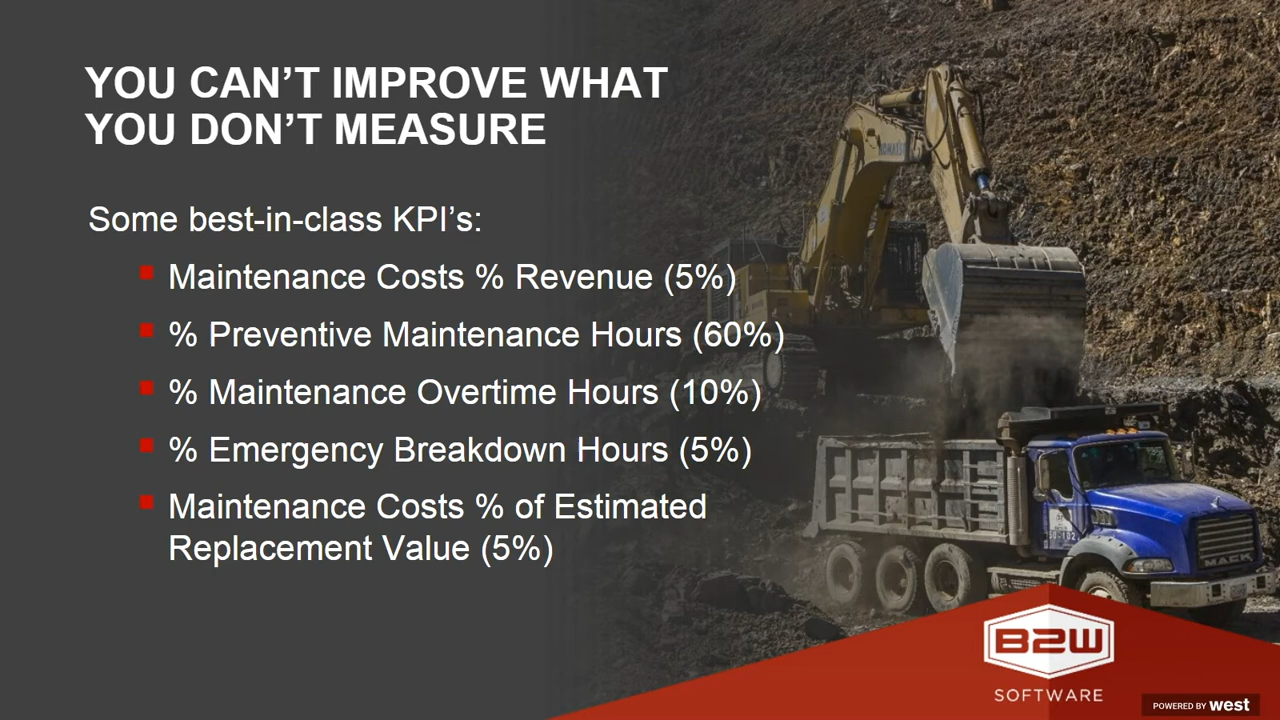 YOU CAN’T IMPROVE WHAT
YOU DON’T MEASURE
Some best-in-class KPI’s:
Maintenance Costs % Revenue (5%)
% Preventive Maintenance Hours (60%)
% Maintenance Overtime Hours (10%)
% Emergency Breakdown Hours (5%)
Maintenance Costs % of Estimated
Replacement Value (5%)
KOMATSU
MACK
B2W
SOFTWARE
POWERED BY west